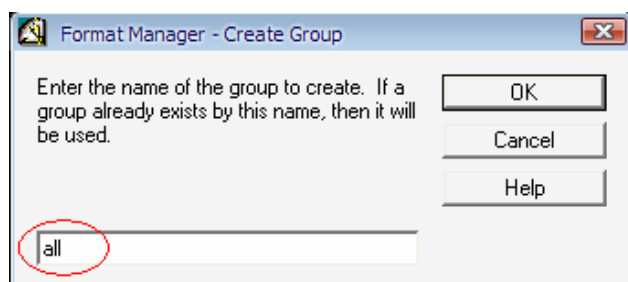 Format Manager - Create Group
Enter the name of the group to create. If a
group already exists by this name, then it will
be used.
OK
Cancel
Help
all